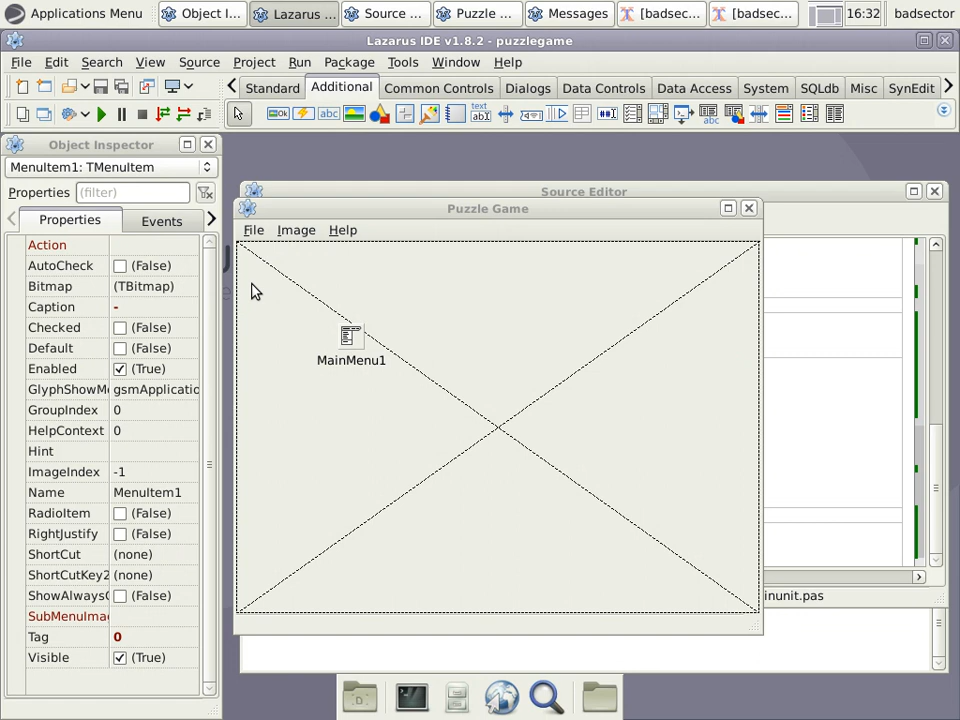 Applications Menu
Object I...
Lazarus ...
Source ...
Puzzle ...
Messages
[badsec...
[badsec...
16:32
badsector
Lazarus IDE v1.8.2 - puzzlegame
File Edit Search View Source Project Run Package Tools Window Help
Standard Additional Common Controls Dialogs Data Controls Data Access System SQLdb Misc SynEdit
Object Inspector
MenuItem1: TMenuItem
Properties (filter)
Properties Events
Action
AutoCheck (False)
Bitmap (TBitmap)
Caption -
Checked (False)
Default (False)
Enabled (True)
GlyphShowM gsmApplicatio
GroupIndex 0
HelpContext 0
Hint
ImageIndex -1
Name MenuItem1
RadioItem (False)
RightJustify (False)
ShortCut (none)
ShortCutKey2 (none)
ShowAlways (False)
SubMenuIma
Tag 0
Visible (True)
Source Editor
Puzzle Game
File Image Help
MainMenu1
inunit.pas